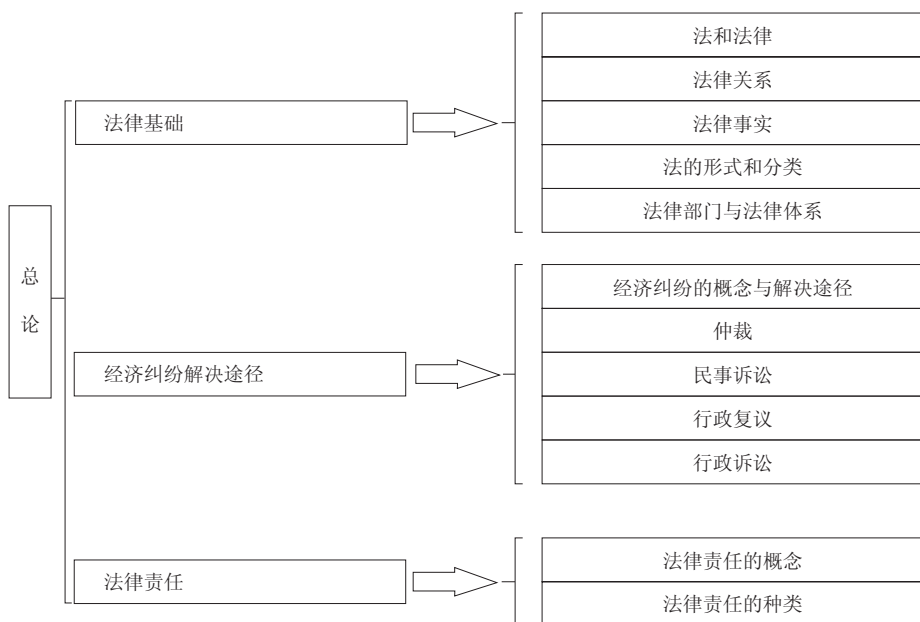 总
论
法律基础
法和法律
法律关系
法律事实
法的形式和分类
法律部门与法律体系
经济纠纷解决途径
经济纠纷的概念与解决途径
仲裁
民事诉讼
行政复议
行政诉讼
法律责任
法律责任的概念
法律责任的种类